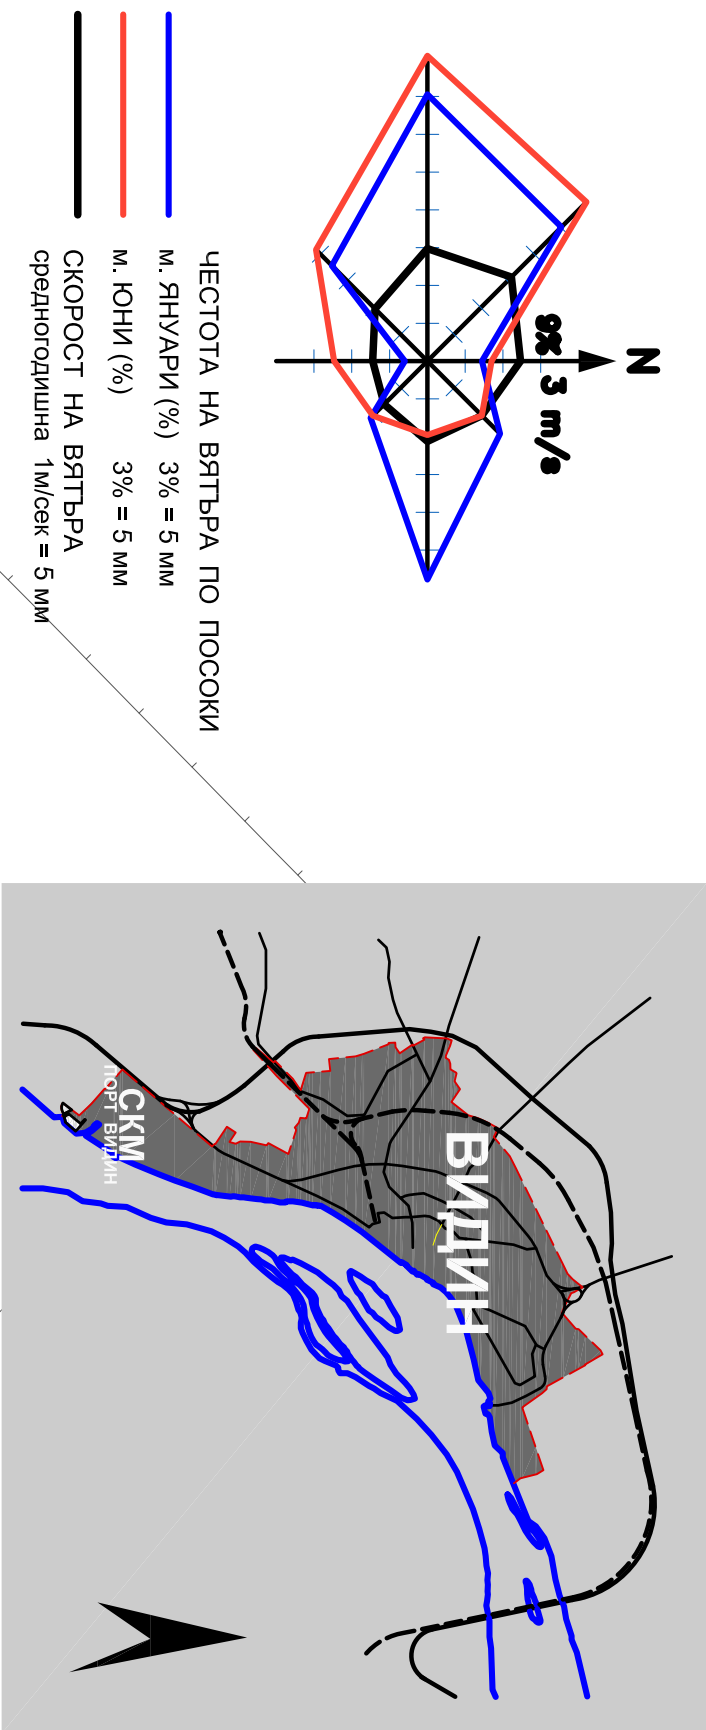 N
9% 3 m/s
ЧЕСТОТА НА ВЯТЪРА ПО ПОСОКИ
м. ЯНУАРИ (%) 3% = 5 мм
м. ЮНИ (%) 3% = 5 мм
СКОРОСТ НА ВЯТЪРА
средногодишна 1м/сек = 5 мм
ВИДИН
СКМ
ПОРТ ВИДИН